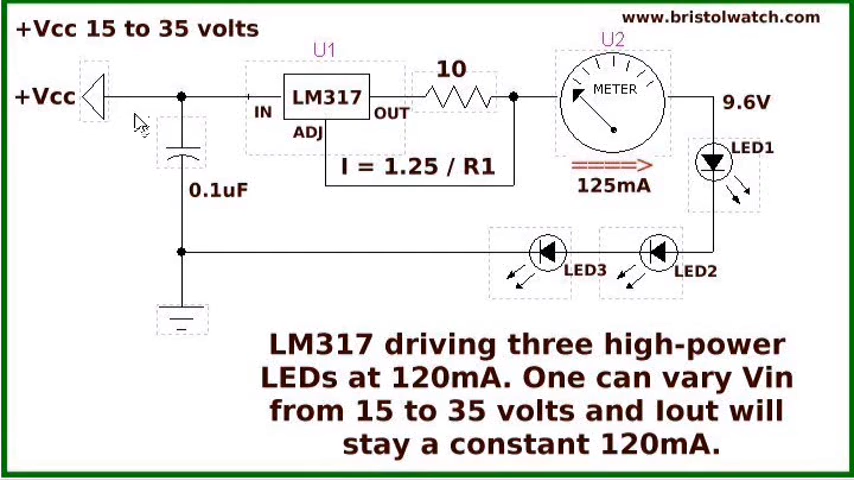 www.bristolwatch.com
+Vcc 15 to 35 volts
U1
U2
10
METER
+Vcc
LM317
IN
OUT
ADJ
9.6V
I = 1.25 / R1
====>
125mA
LED1
0.1uF
LED3
LED2
LM317 driving three high-power
LEDs at 120mA. One can vary Vin
from 15 to 35 volts and Iout will
stay a constant 120mA.